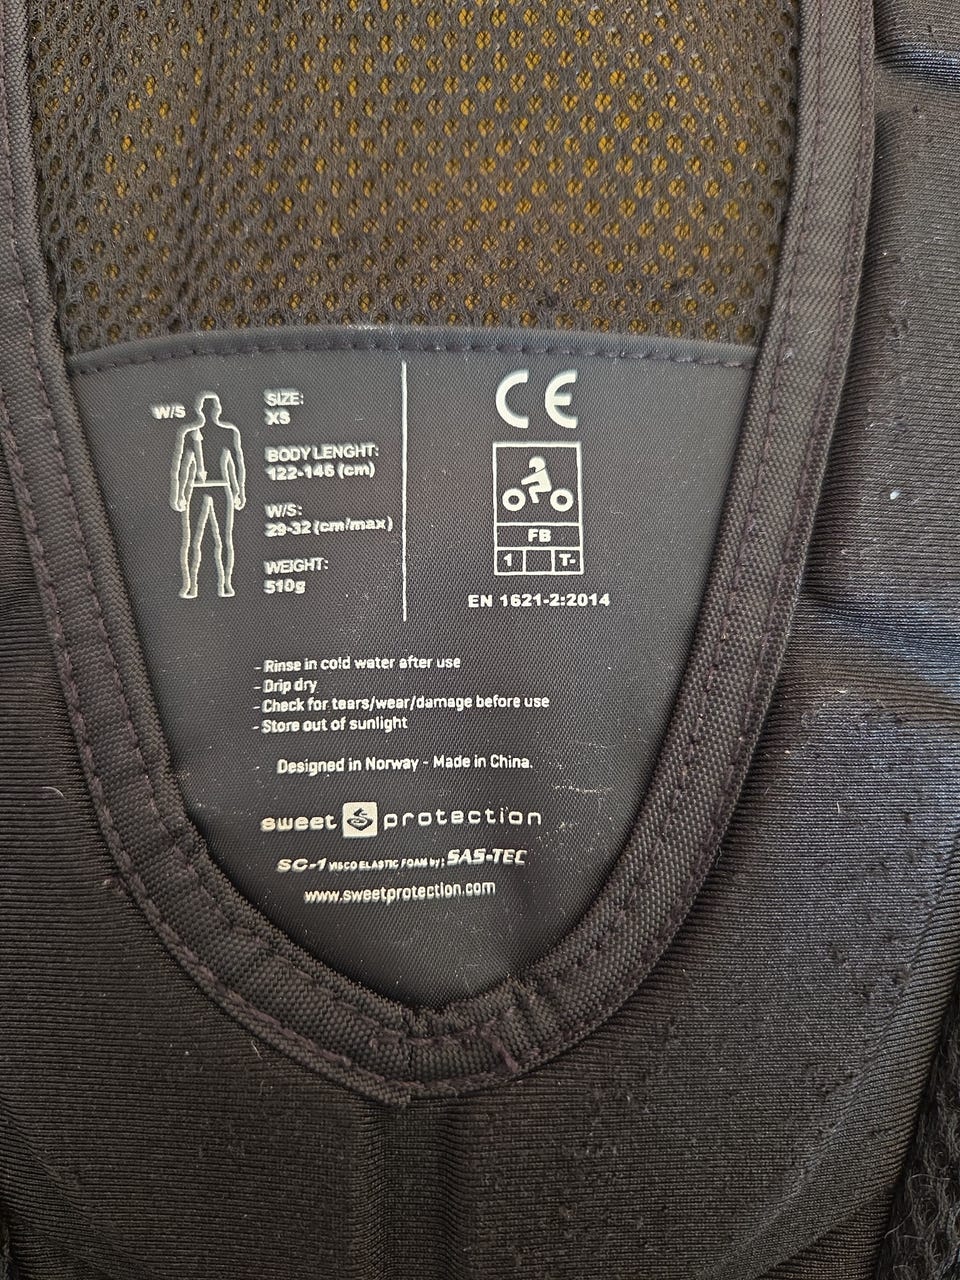 W/S
SIZE:
XS
BODY LENGHT:
122-146 (cm)
W/S:
29-32 (cm/max)
WEIGHT:
510g
CE
FB
1 T-
EN 1621-2:2014
- Rinse in cold water after use
- Drip dry
- Check for tears/wear/damage before use
- Store out of sunlight
Designed in Norway - Made in China.
sweet protection
SC-1 VISCO ELASTIC FOAM by: SAS-TEC
www.sweetprotection.com